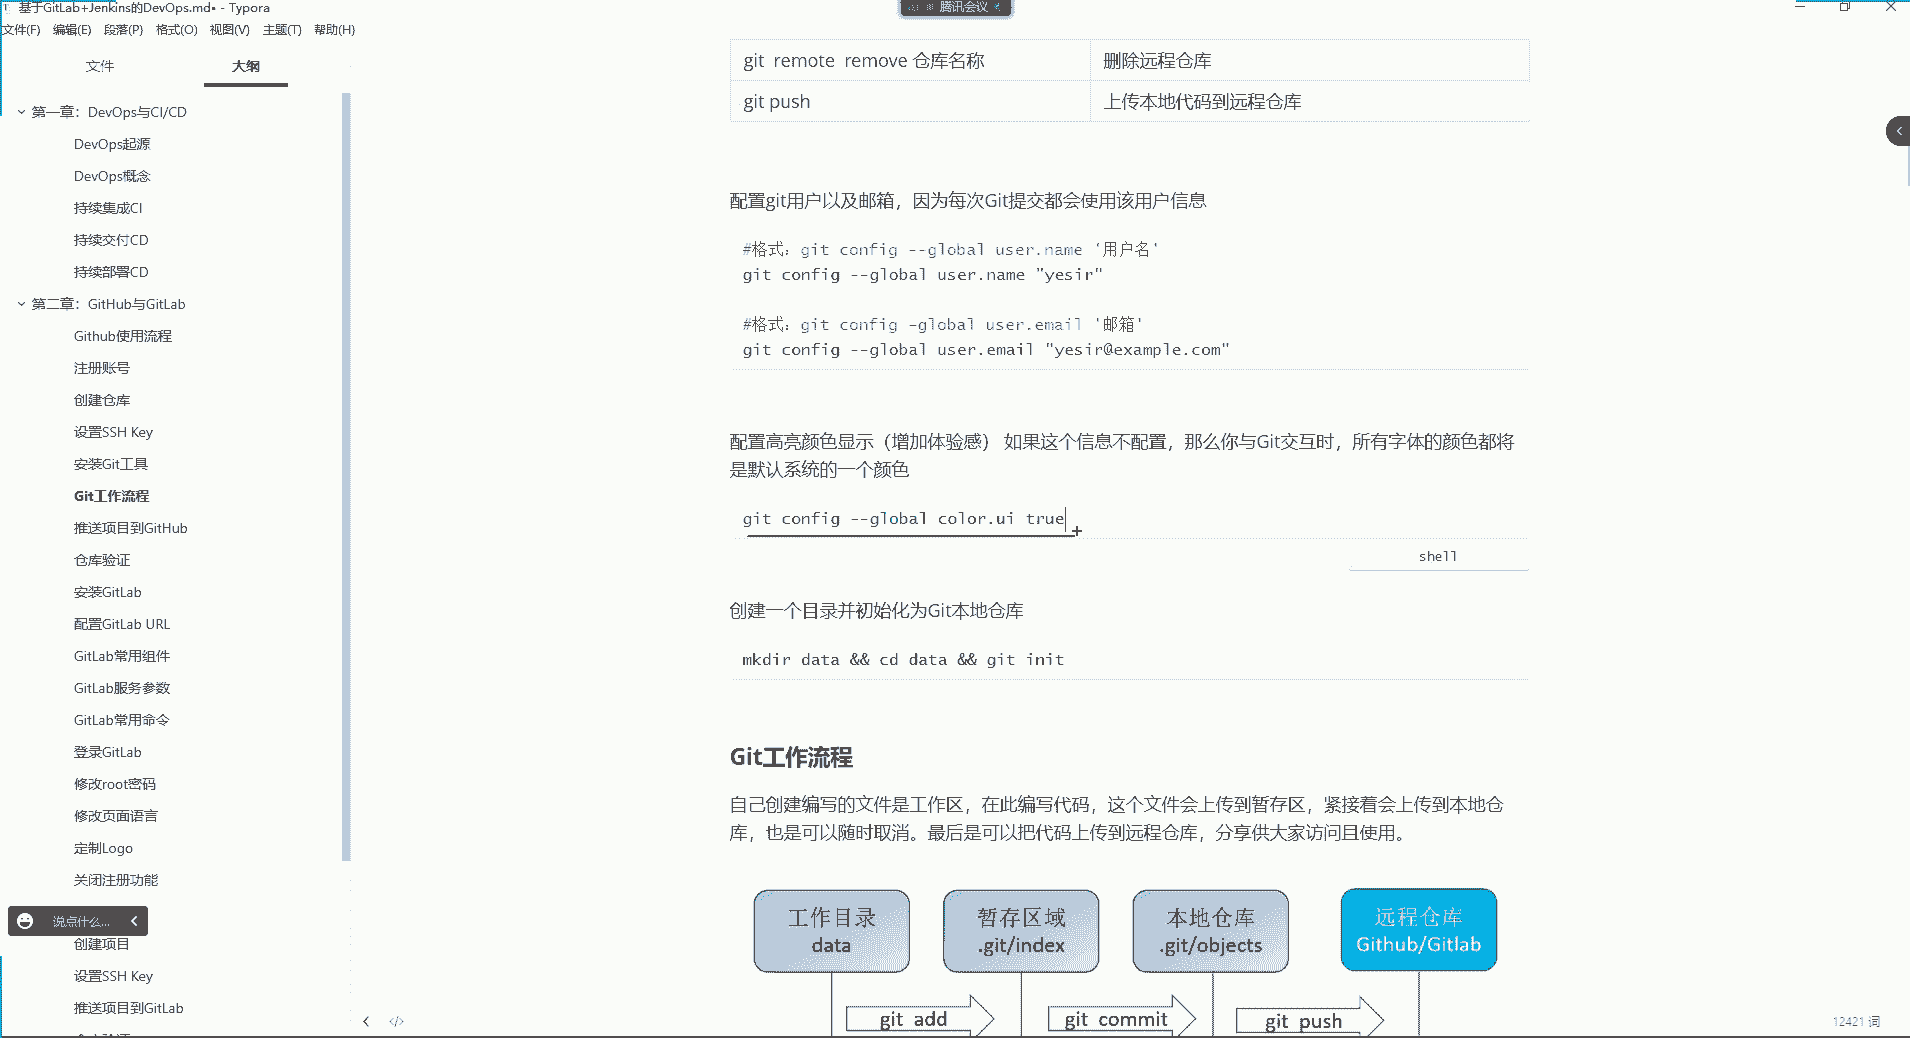 基于GitLab+Jenkins的DevOps.md• - Typora
腾讯会议
文件(F) 编辑(E) 段落(P) 格式(O) 视图(V) 主题(T) 帮助(H)
文件
大纲
第一章：DevOps与CI/CD
DevOps起源
DevOps概念
持续集成CI
持续交付CD
持续部署CD
第二章：GitHub与GitLab
Github使用流程
注册账号
创建仓库
设置SSH Key
安装Git工具
Git工作流程
推送项目到GitHub
仓库验证
安装GitLab
配置GitLab URL
GitLab常用组件
GitLab服务参数
GitLab常用命令
登录GitLab
修改root密码
修改页面语言
定制Logo
关闭注册功能
说点什么...
创建项目
设置SSH Key
推送项目到GitLab
git remote remove 仓库名称
删除远程仓库
git push
上传本地代码到远程仓库
配置git用户以及邮箱，因为每次Git提交都会使用该用户信息
#格式：git config --global user.name '用户名'
git config --global user.name "yesir"
#格式：git config -global user.email '邮箱'
git config --global user.email "yesir@example.com"
配置高亮颜色显示（增加体验感） 如果这个信息不配置，那么你与Git交互时，所有字体的颜色都将
是默认系统的一个颜色
git config --global color.ui true
shell
创建一个目录并初始化为Git本地仓库
mkdir data && cd data && git init
Git工作流程
自己创建编写的文件是工作区，在此编写代码，这个文件会上传到暂存区，紧接着会上传到本地仓
库，也是可以随时取消。最后是可以把代码上传到远程仓库，分享供大家访问且使用。
工作目录
data
暂存区域
.git/index
本地仓库
.git/objects
远程仓库
Github/Gitlab
git add
git commit
git push
12421 词